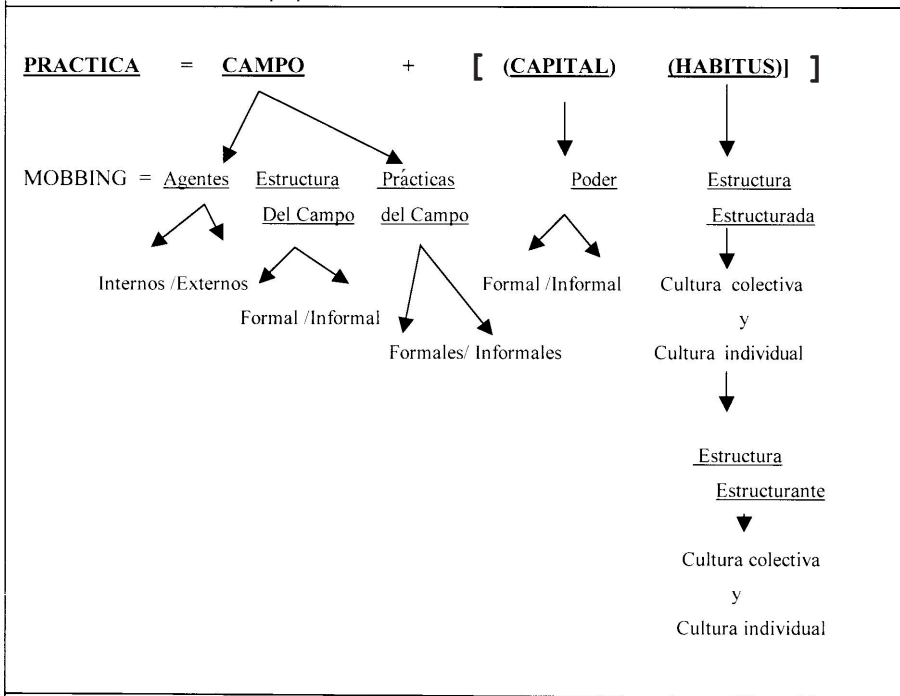 PRACTICA = CAMPO + [ (CAPITAL) (HABITUS)] ]
MOBBING = Agentes Estructura Prácticas Poder Estructura
Del Campo del Campo Estructurada
Internos /Externos Formal /Informal Cultura colectiva
Formal /Informal y
Formales/ Informales Cultura individual
Estructura
Estructurante
Cultura colectiva
y
Cultura individual